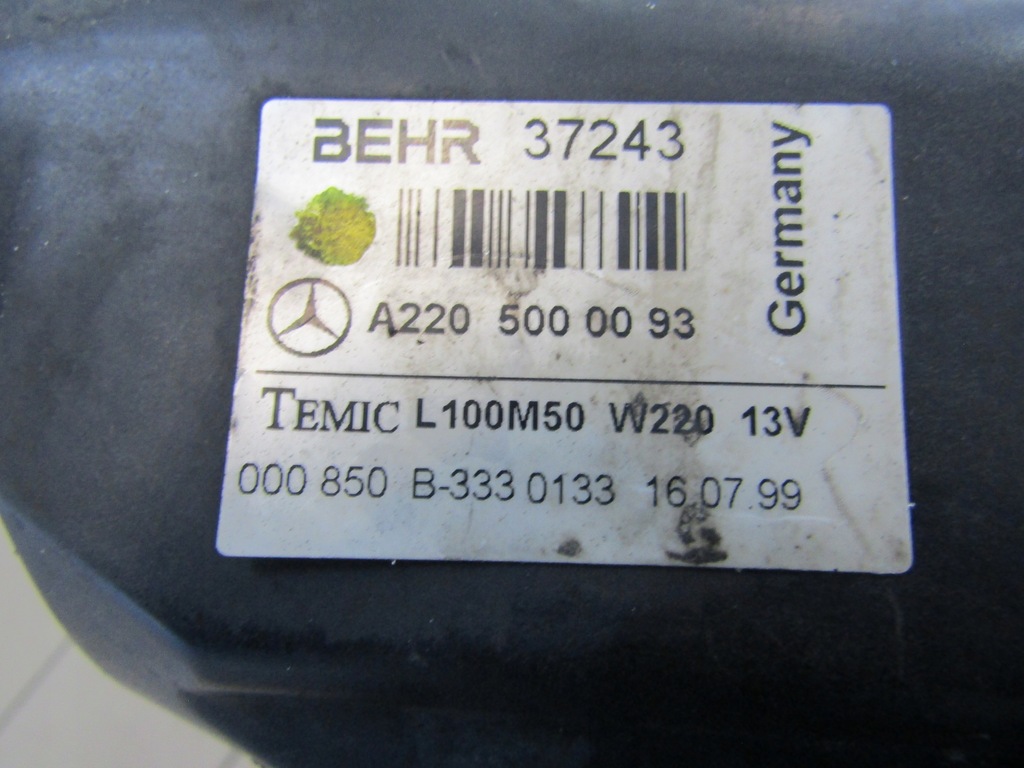 BEHR 37243
Germany
A220 500 00 93
TEMIC L100M50 W220 13V
000 850 B-333 0133 16.07.99